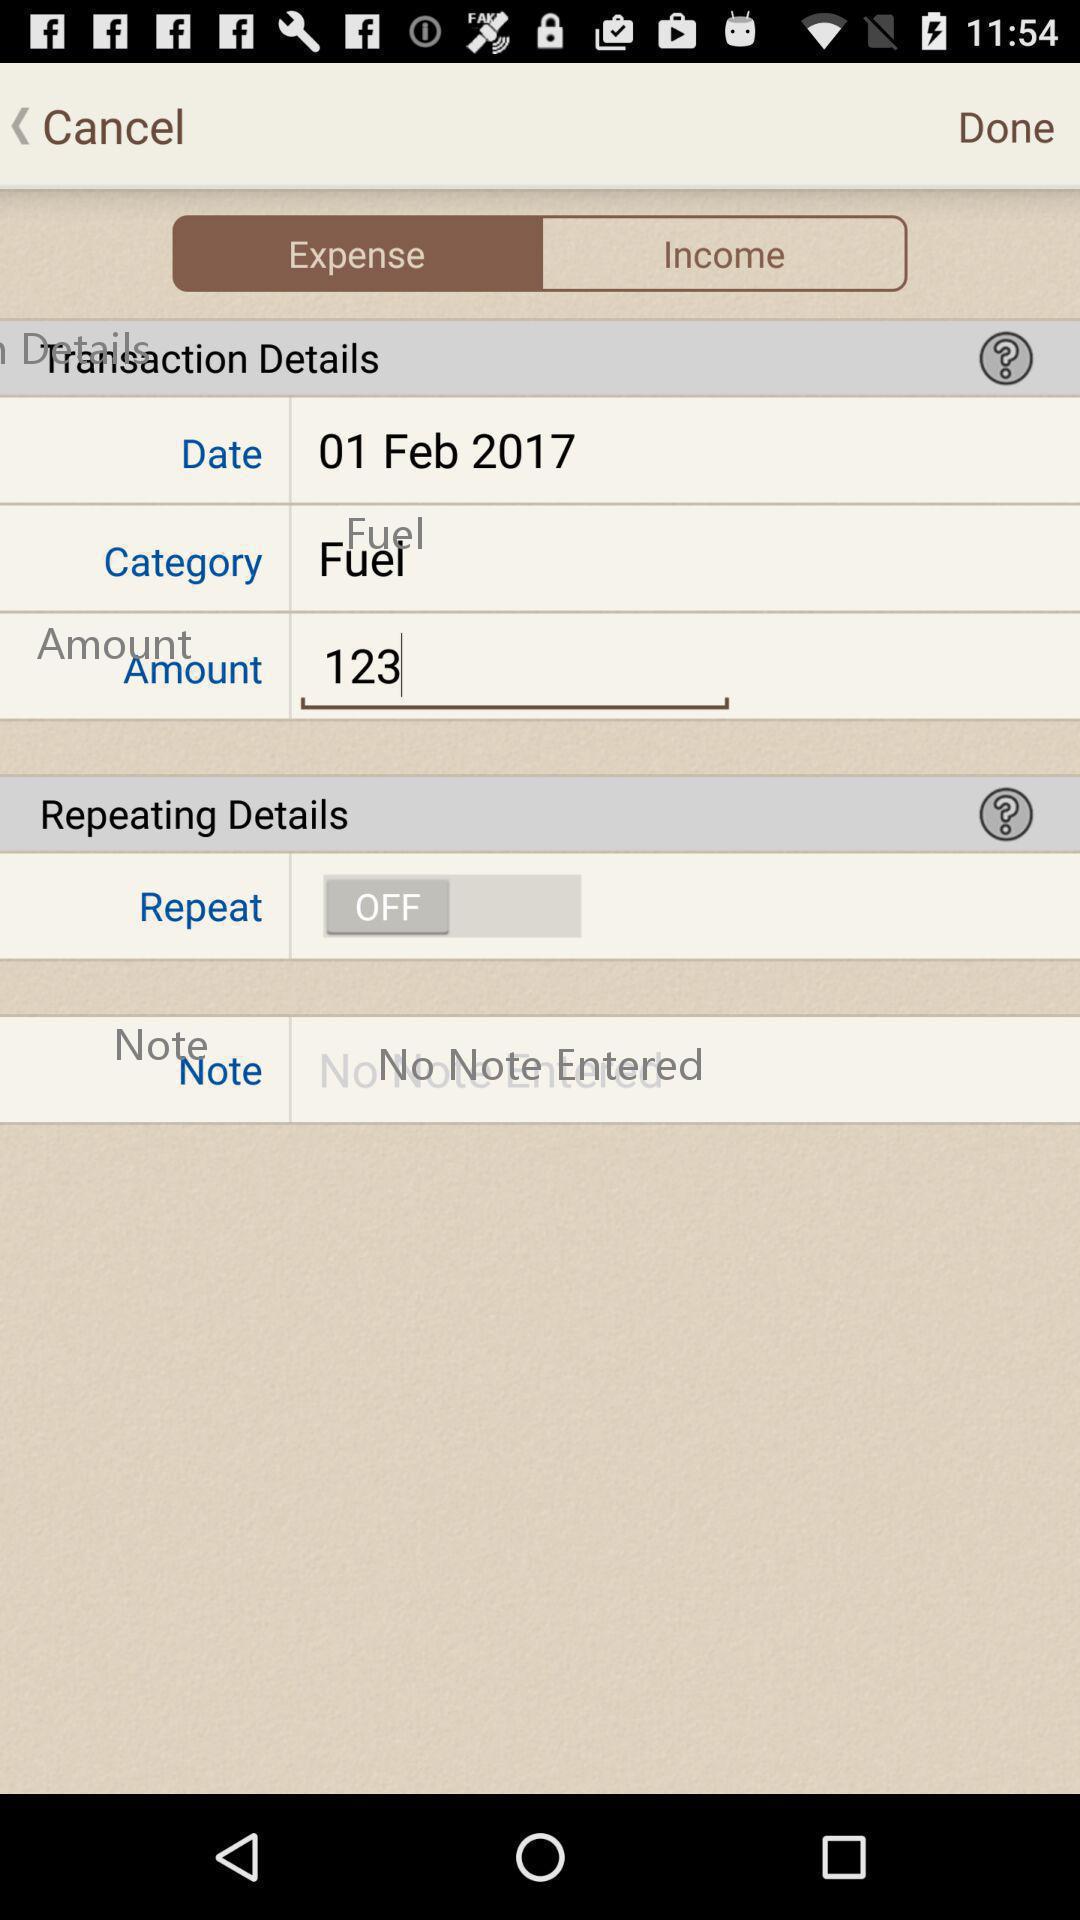 FAKE
11:54
Cancel
Done
Expense
Income
n Details
Transaction Details
Date
01 Feb 2017
Fuel
Category
Fuel
Amount
Amount
123
Repeating Details
Repeat
OFF
Note
Note
No Note Entered
No Note Entered